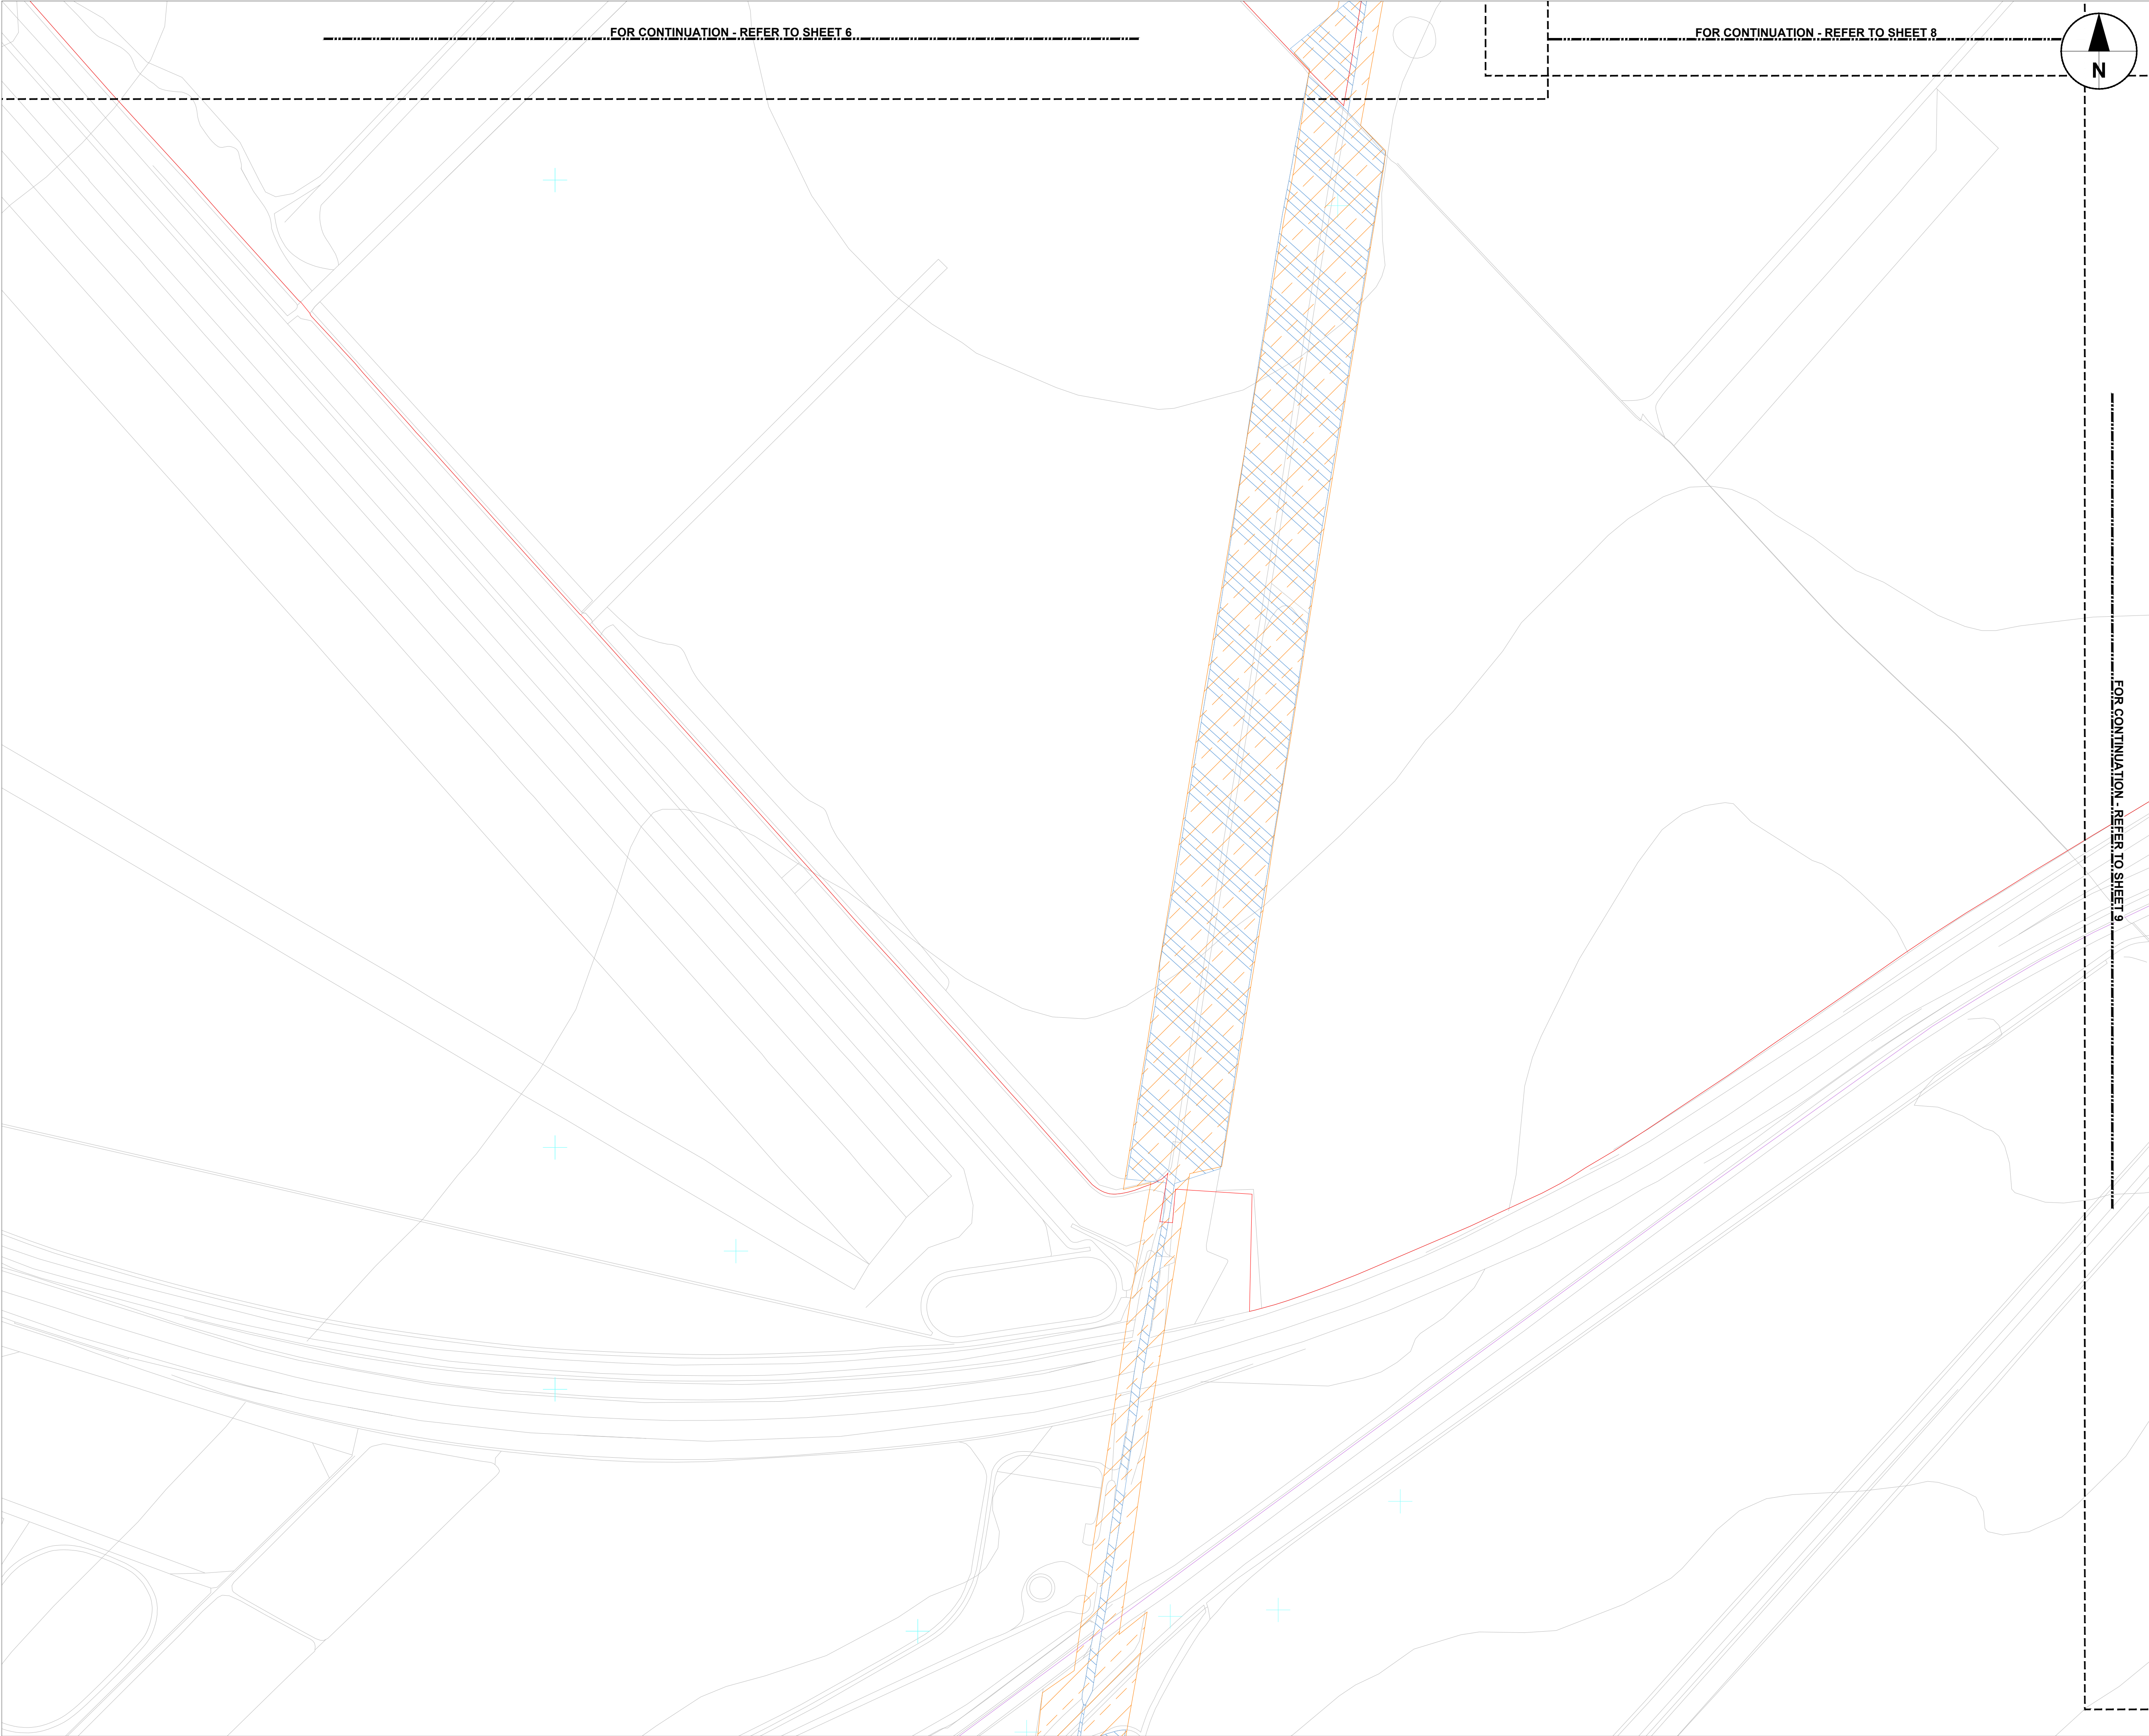 FOR CONTINUATION - REFER TO SHEET 6
FOR CONTINUATION - REFER TO SHEET 8
N
FOR CONTINUATION - REFER TO SHEET 9